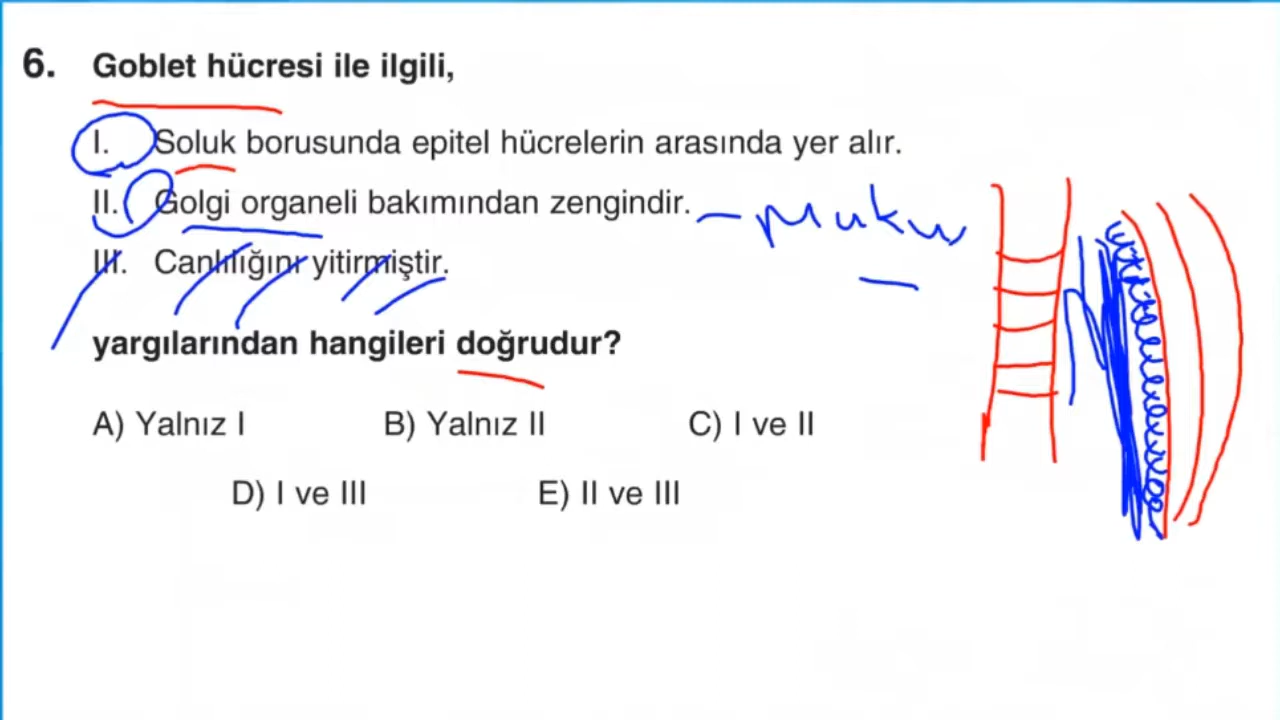 6. Goblet hücresi ile ilgili,
I. Soluk borusunda epitel hücrelerin arasında yer alır.
II. Golgi organeli bakımından zengindir. – Mukus
III. Canlılığını yitirmiştir.
yargılarından hangileri doğrudur?
A) Yalnız I B) Yalnız II C) I ve II
D) I ve III E) II ve III